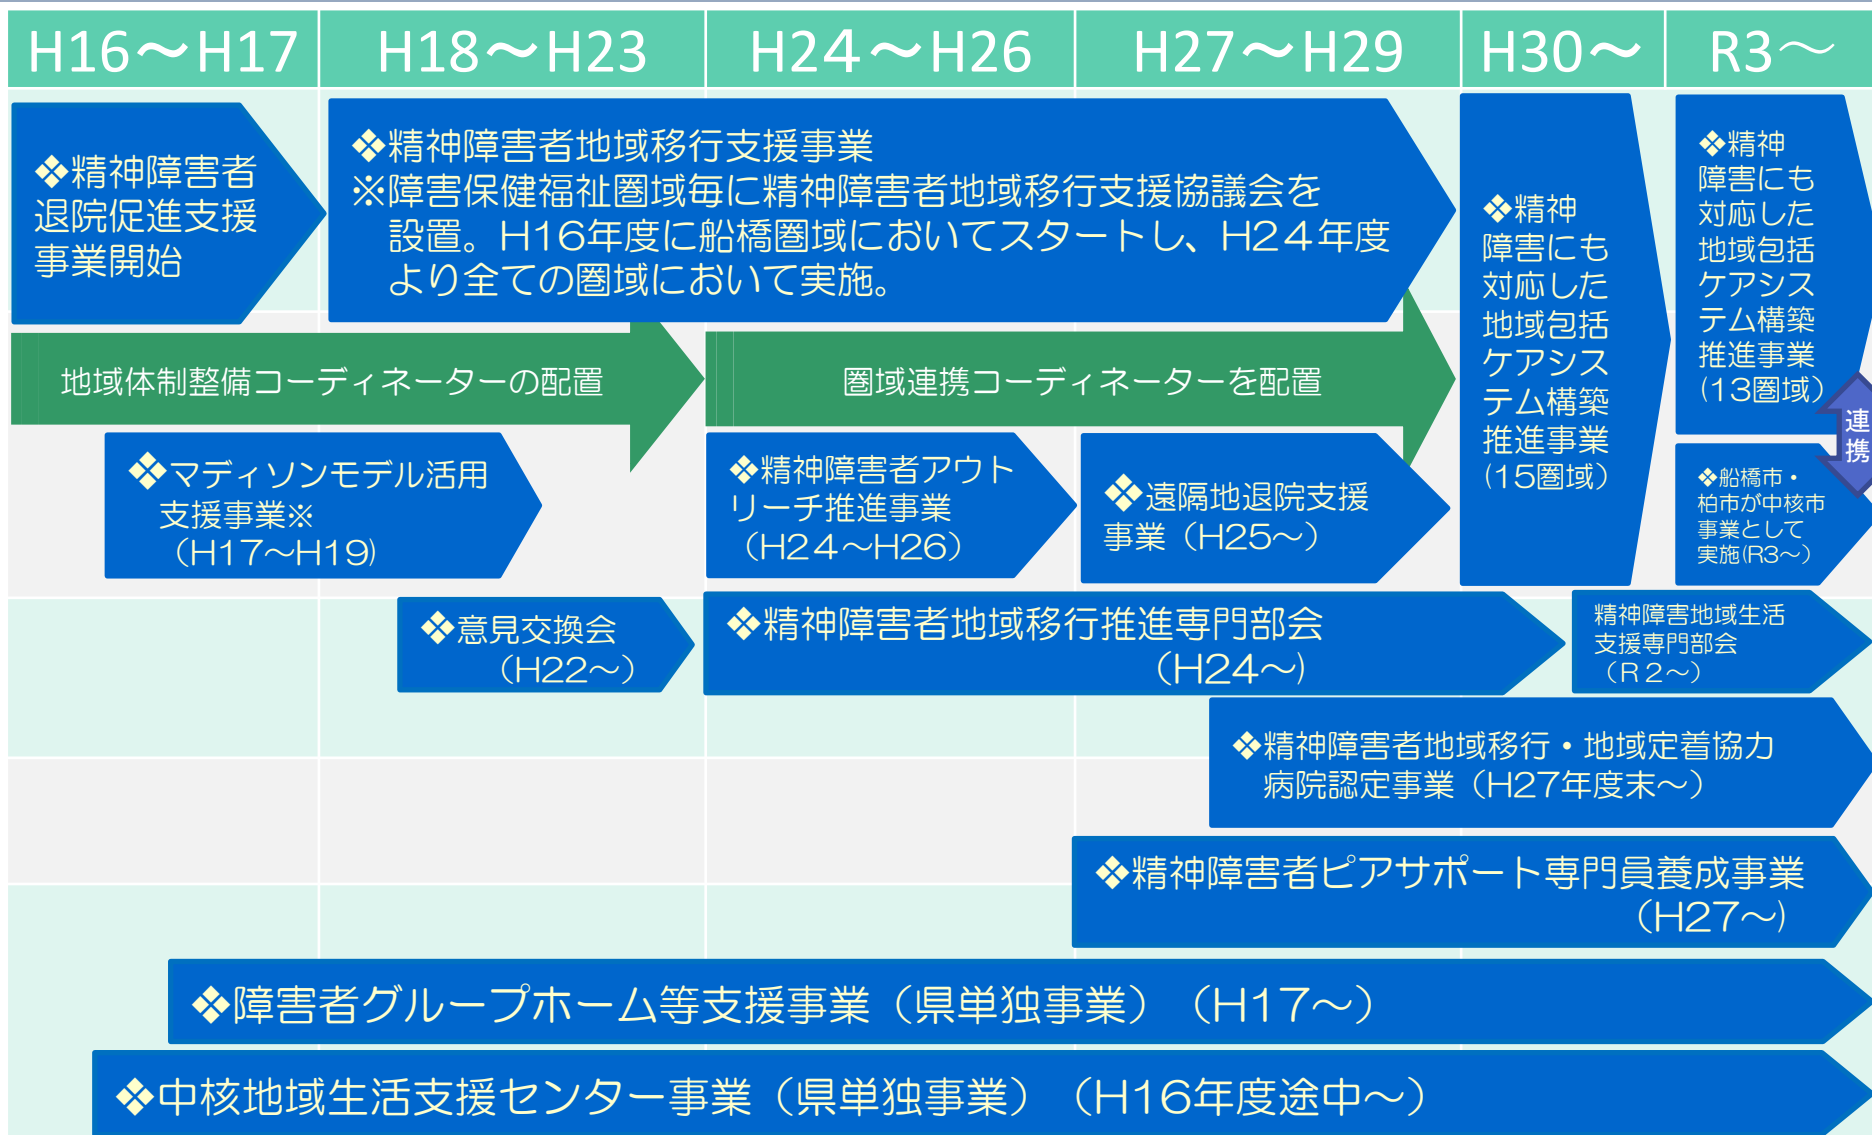 H16～H17
H18～H23
H24～H26
H27～H29
H30～
R3～
❖精神障害者
退院促進支援
事業開始
❖精神障害者地域移行支援事業
※障害保健福祉圏域毎に精神障害者地域移行支援協議会を
設置。H16年度に船橋圏域においてスタートし、H24年度
より全ての圏域において実施。
❖精神
障害にも
対応した
地域包括
ケアシス
テム構築
推進事業
(15圏域)
❖精神
障害にも
対応した
地域包括
ケアシス
テム構築
推進事業
(13圏域)
連
携
地域体制整備コーディネーターの配置
圏域連携コーディネーターを配置
❖マディソンモデル活用
支援事業※
（H17～H19)
❖精神障害者アウト
リーチ推進事業
（H24～H26）
❖遠隔地退院支援
事業（H25～）
❖船橋市・
柏市が中核市
事業として
実施(R3～)
❖意見交換会
（H22～）
❖精神障害者地域移行推進専門部会
（H24～)
精神障害地域生活
支援専門部会
（R２～）
❖精神障害者地域移行・地域定着協力
病院認定事業（H27年度末～）
❖精神障害者ピアサポート専門員養成事業
（H27～)
❖障害者グループホーム等支援事業（県単独事業）（H17～）
❖中核地域生活支援センター事業（県単独事業）（H16年度途中～）